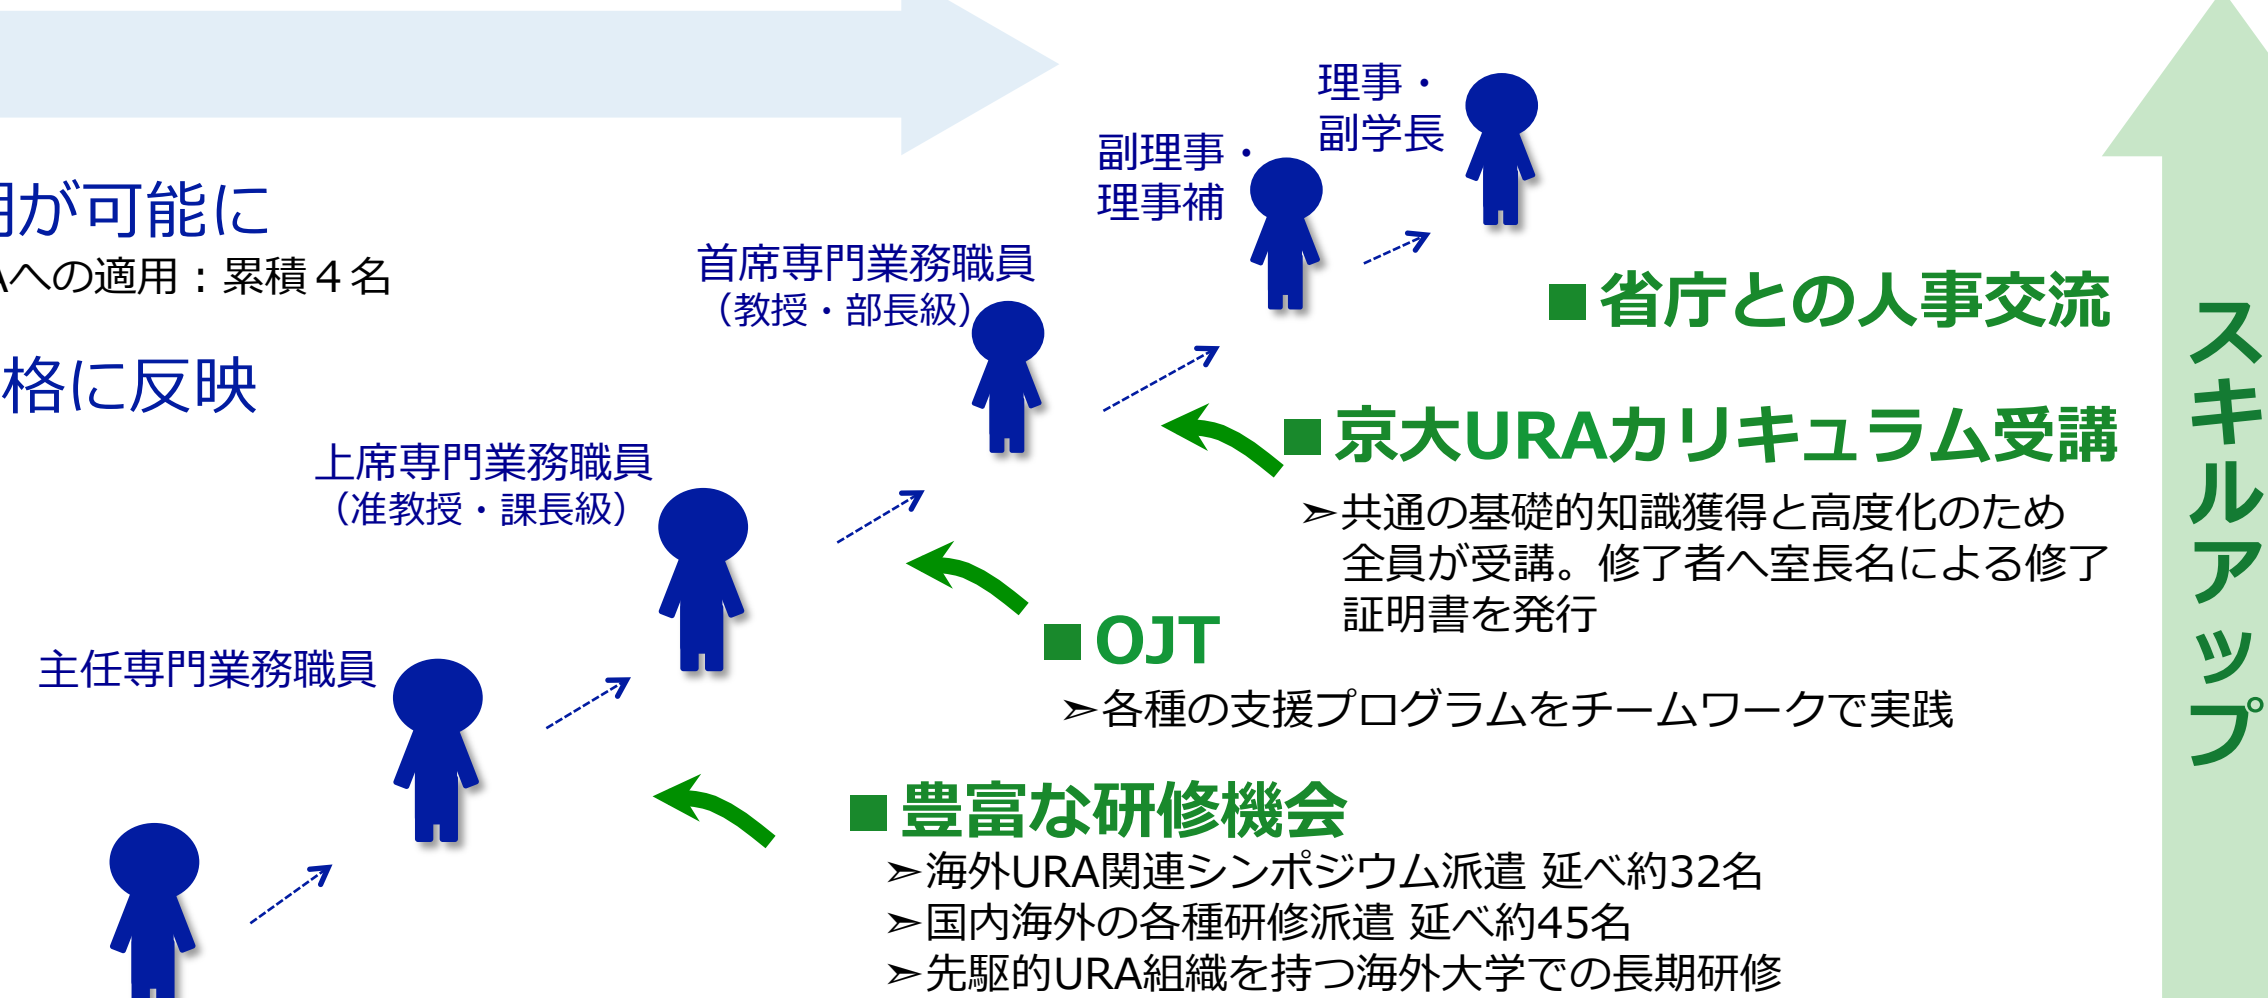 理事・
副学長
副理事・
理事補
が可能に
への適用：累積４名
首席専門業務職員
（教授・部長級）
■省庁との人事交流
格に反映
■京大URAカリキュラム受講
上席専門業務職員
（准教授・課長級）
➢共通の基礎的知識獲得と高度化のため
全員が受講。修了者へ室長名による修了
証明書を発行
■OJT
➢各種の支援プログラムをチームワークで実践
主任専門業務職員
■豊富な研修機会
➢海外URA関連シンポジウム派遣 延べ約32名
➢国内海外の各種研修派遣 延べ約45名
➢先駆的URA組織を持つ海外大学での長期研修
スキルアップ